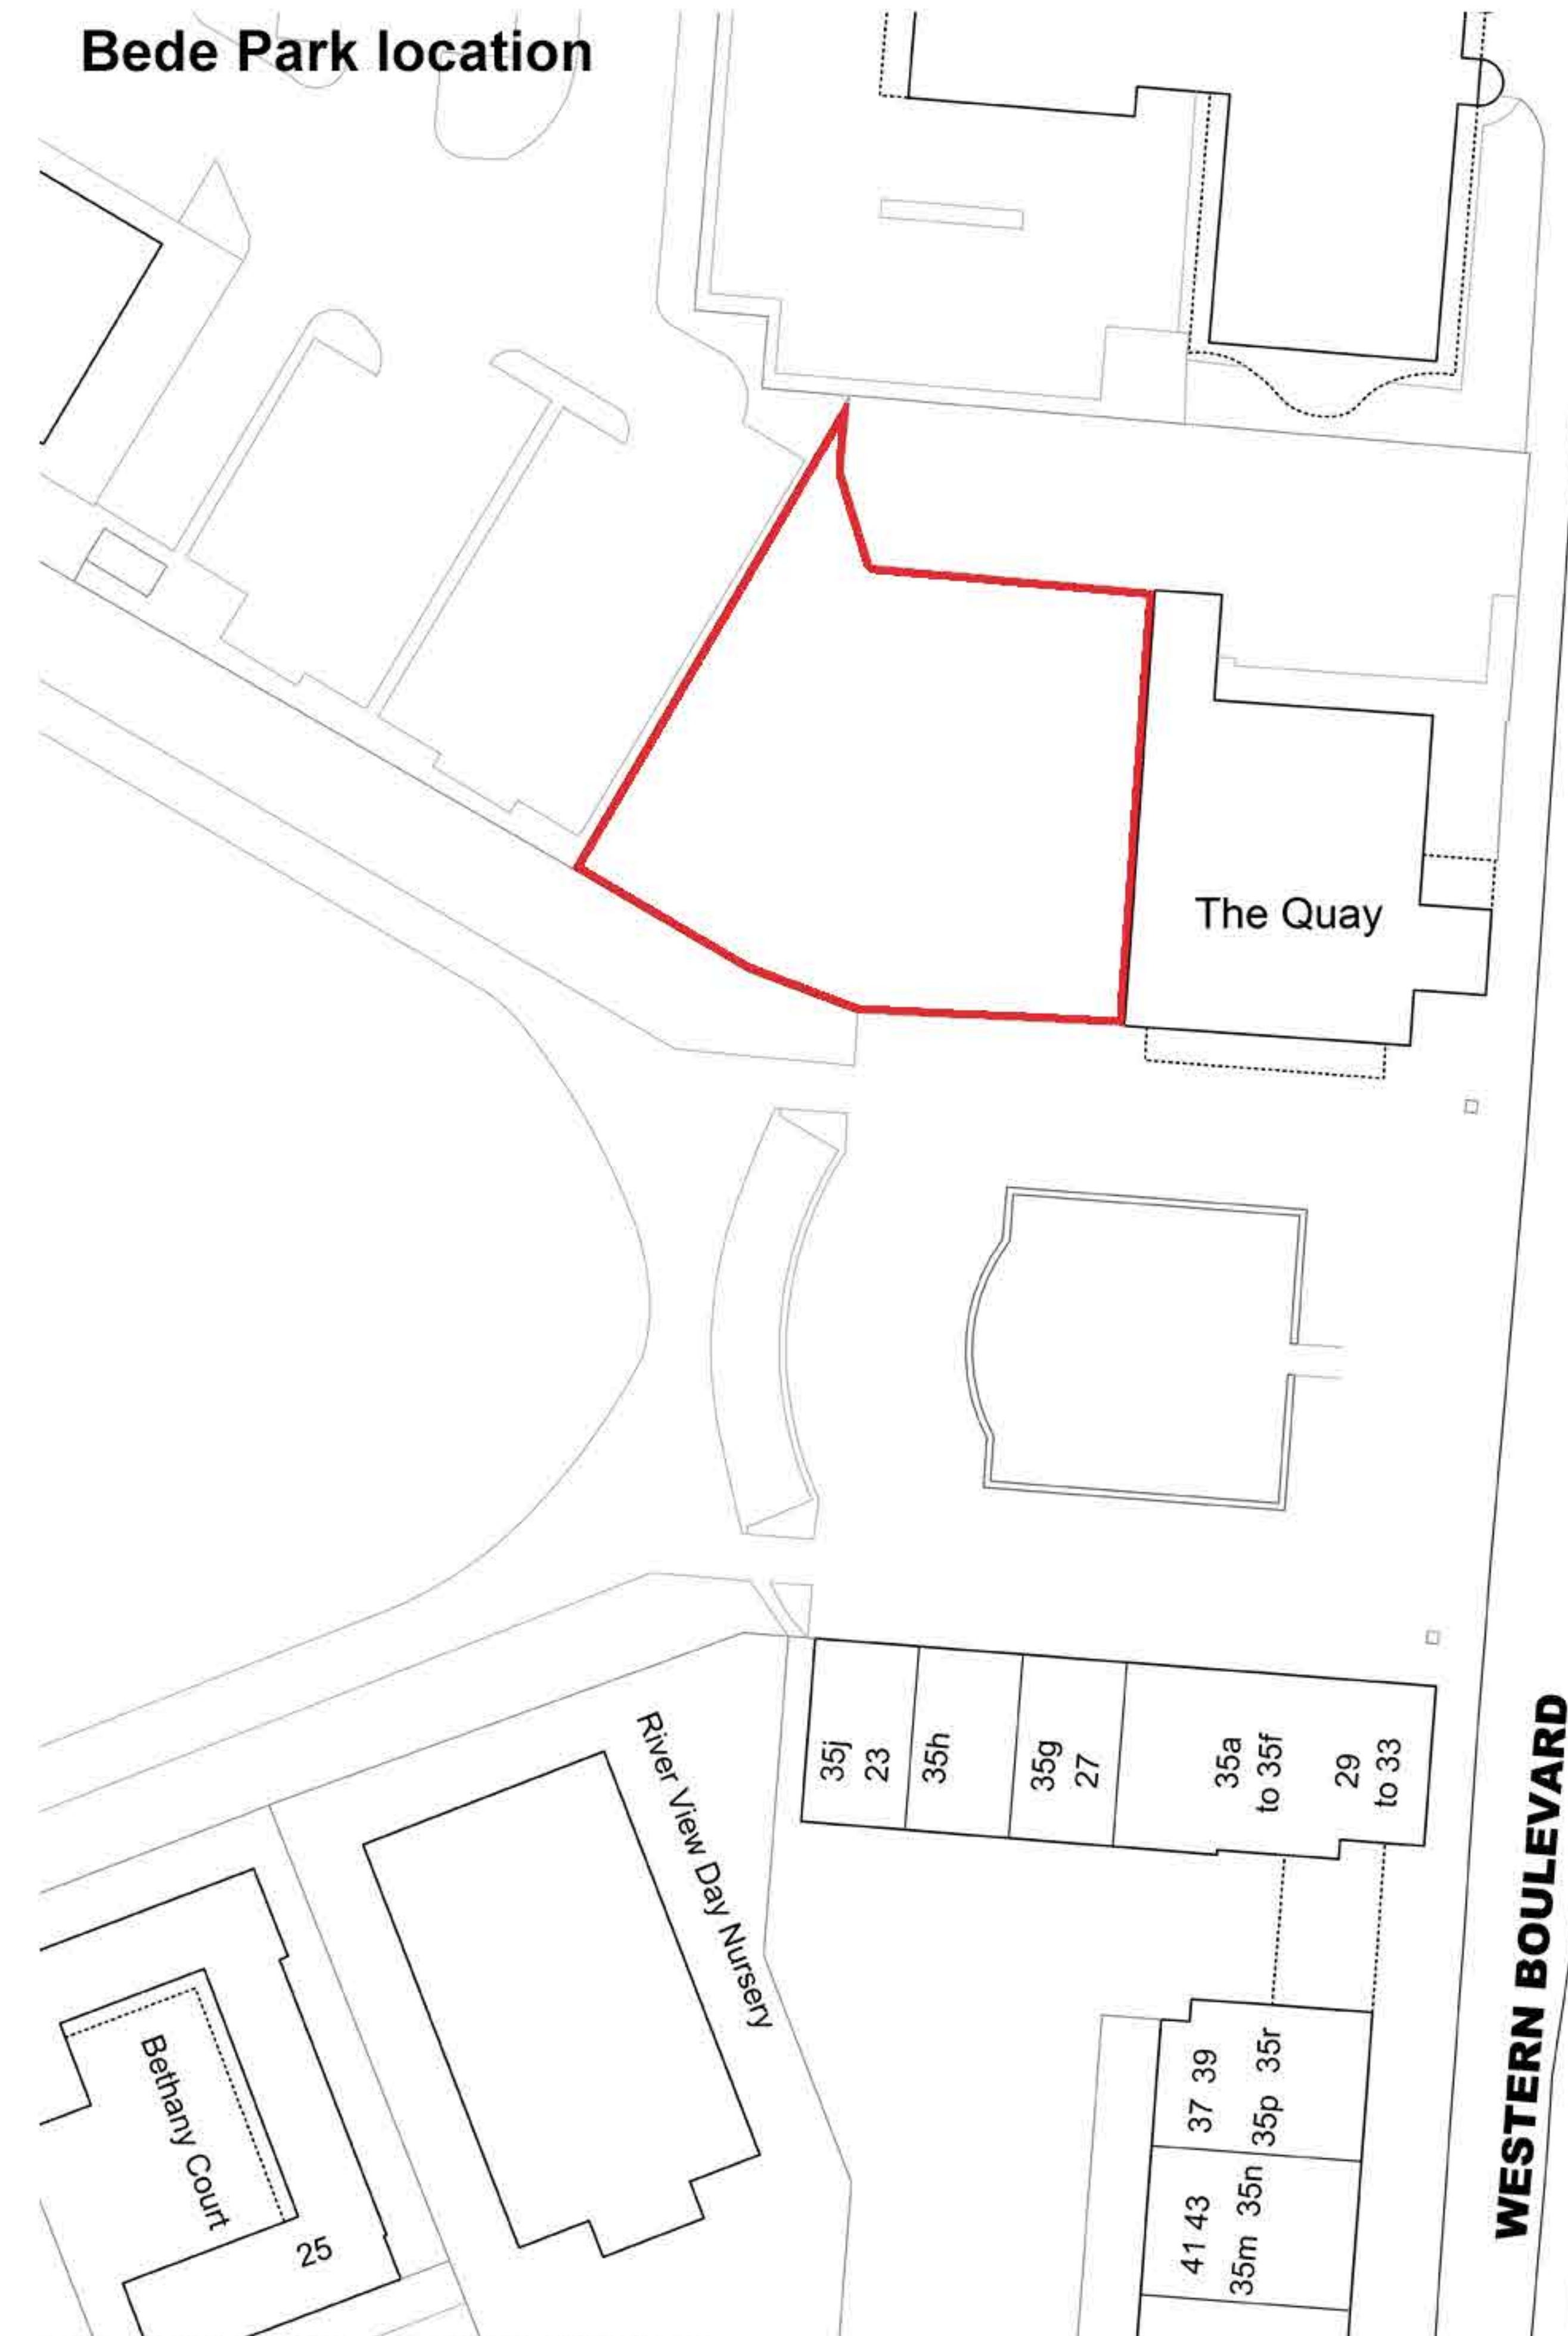 Bede Park location
The Quay
35j
23
35h
35g
27
35a
to 35f
29
to 33
River View Day Nursery
WESTERN BOULEVARD
37 39
35p 35r
Bethany Court
25
41 43
35m 35n